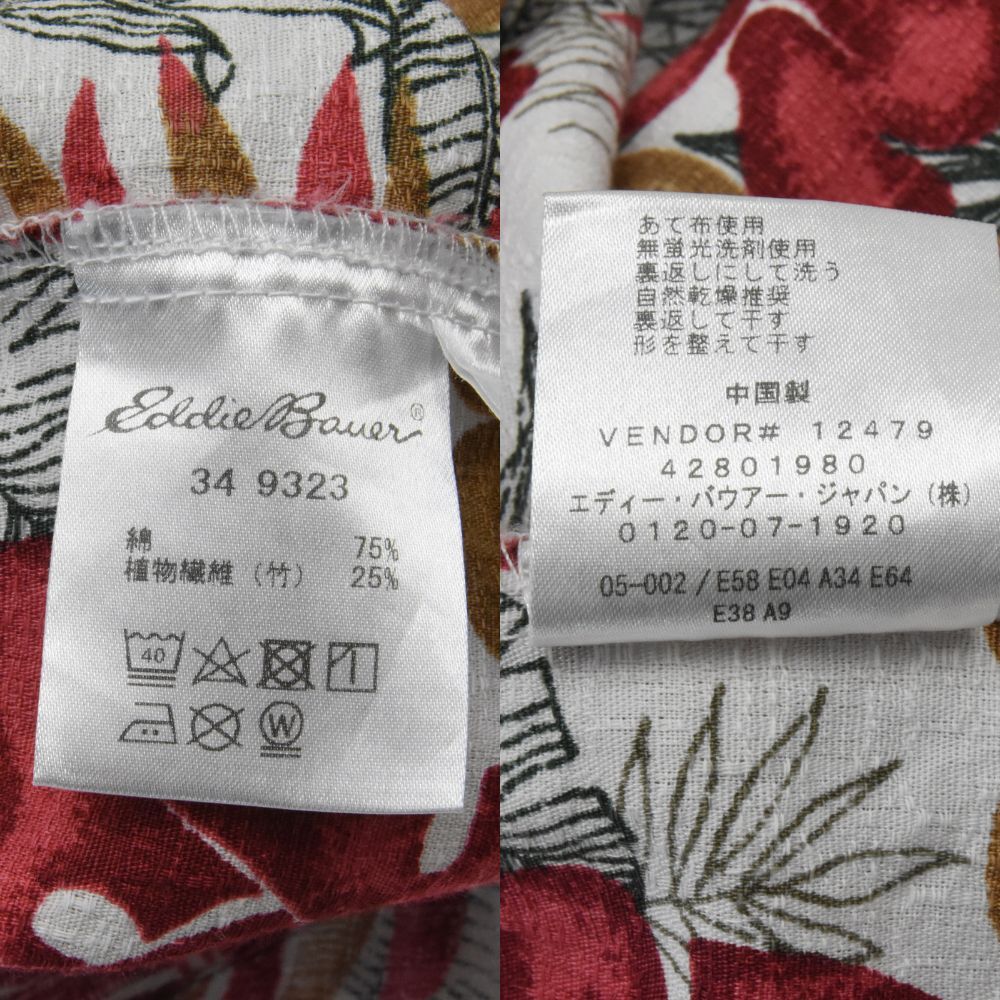 Eddie Bauer®
34 9323
綿 75%
植物繊維（竹） 25%
40
W
あて布使用
無蛍光洗剤使用
裏返しにして洗う
自然乾燥推奨
裏返して干す
形を整えて干す
中国製
VENDOR# 12479
42801980
エディー・バウアー・ジャパン（株）
0120-07-1920
05-002 / E58 E04 A34 E64
E38 A9